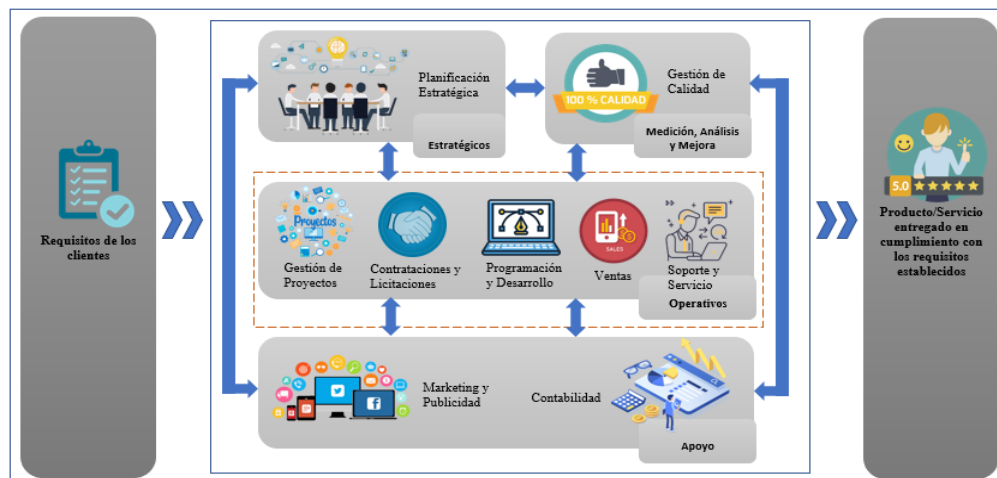 Requisitos de los
clientes
Planificación
Estratégica
Estratégicos
100 % CALIDAD
Gestión de
Calidad
Medición, Análisis
y Mejora
Proyectos
Gestión de
Proyectos
Contrataciones y
Licitaciones
Programación
y Desarrollo
SALES
Ventas
Soporte y
Servicio
Operativos
Marketing y
Publicidad
Contabilidad
Apoyo
5.0
Producto/Servicio
entregado en
cumplimiento con
los requisitos
establecidos